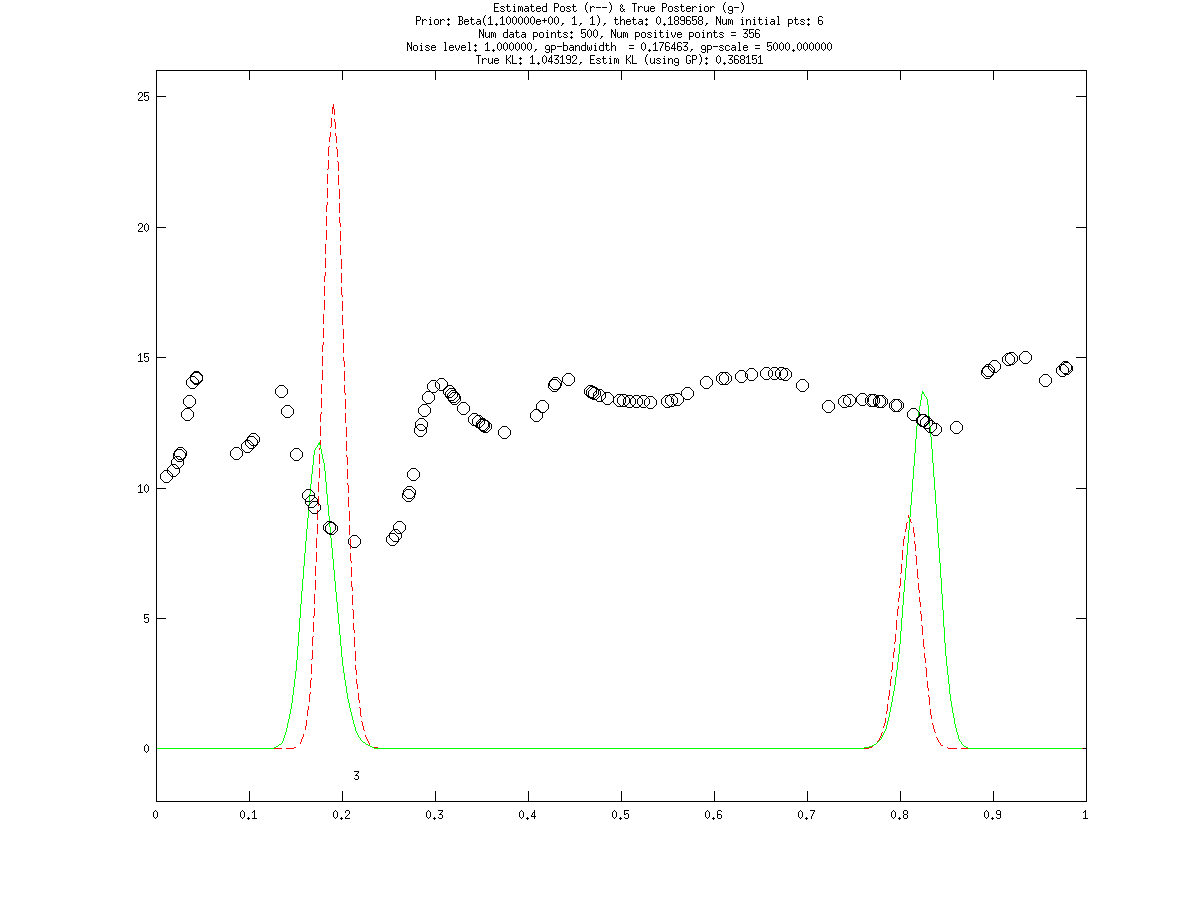 Estimated Post (r--) & True Posterior (g-)
Prior: Beta(1.100000e+00, 1, 1), theta: 0.189658, Num initial pts: 6
Num data points: 500, Num positive points = 356
Noise level: 1.000000, gp-bandwidth  = 0.176463, gp-scale = 5000.000000
True KL: 1.043192, Estim KL (using GP): 0.368151
25
20
15
10
5
0
3
0 0.1 0.2 0.3 0.4 0.5 0.6 0.7 0.8 0.9 1